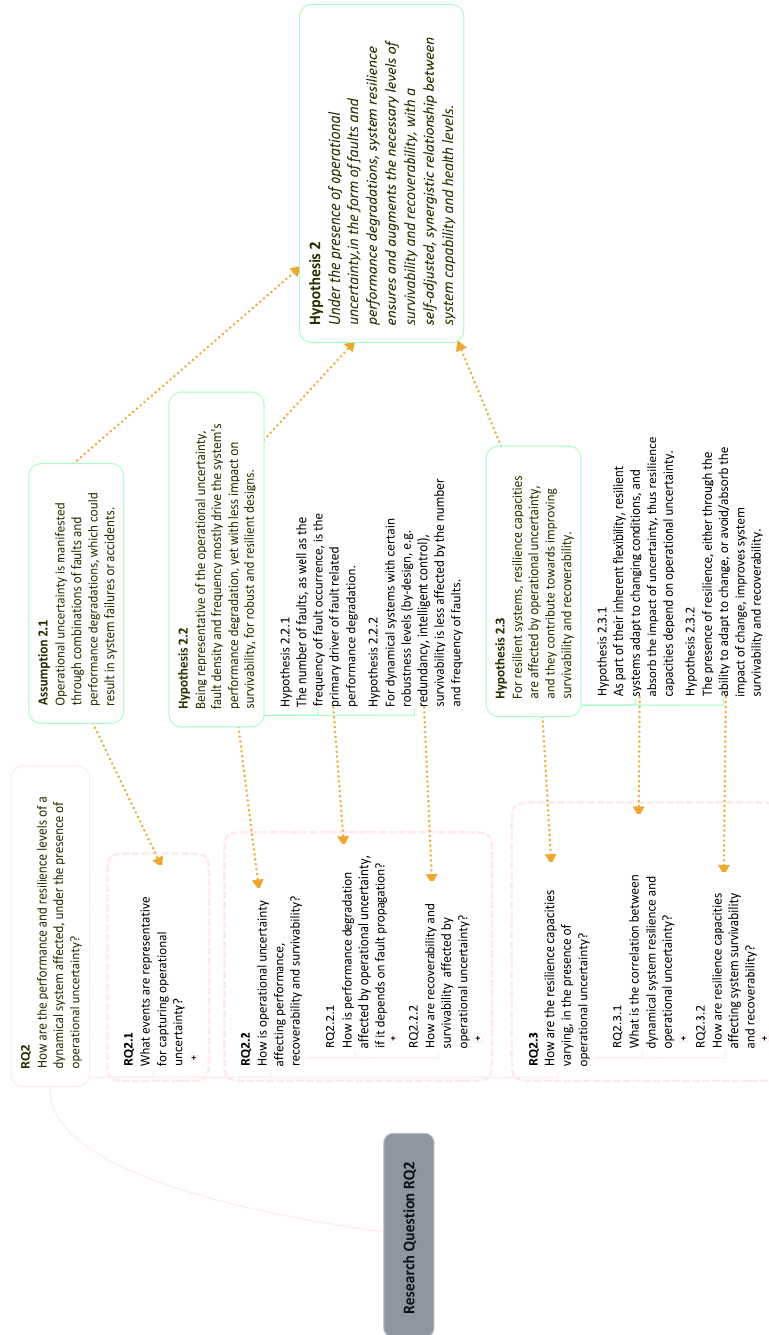 Research Question RQ2
RQ2
How are the performance and resilience levels of a
dynamical system affected, under the presence of
operational uncertainty?
RQ2.1
What events are representative
for capturing operational
uncertainty?
+
RQ2.2
How is operational uncertainty
affecting performance,
recoverability and survivability?
RQ2.2.1
How is performance degradation
affected by operational uncertainty,
if it depends on fault propagation?
+
RQ2.2.2
How are recoverability and
survivability affected by
operational uncertainty?
+
RQ2.3
How are the resilience capacities
varying, in the presence of
operational uncertainty?
RQ2.3.1
What is the correlation between
dynamical system resilience and
operational uncertainty?
+
RQ2.3.2
How are resilience capacities
affecting system survivability
and recoverability?
+
Assumption 2.1
Operational uncertainty is manifested
through combinations of faults and
performance degradations, which could
result in system failures or accidents.
Hypothesis 2.2
Being representative of the operational uncertainty,
fault density and frequency mostly drive the system's
performance degradation, yet with less impact on
survivability, for robust and resilient designs.
Hypothesis 2.2.1
The number of faults, as well as the
frequency of fault occurrence, is the
primary driver of fault related
performance degradation.
Hypothesis 2.2.2
For dynamical systems with certain
robustness levels (by-design, e.g.
redundancy, intelligent control),
survivability is less affected by the number
and frequency of faults.
Hypothesis 2.3
For resilient systems, resilience capacities
are affected by operational uncertainty,
and they contribute towards improving
survivability and recoverability.
Hypothesis 2.3.1
As part of their inherent flexibility, resilient
systems adapt to changing conditions, and
absorb the impact of uncertainty, thus resilience
capacities depend on operational uncertainty.
Hypothesis 2.3.2
The presence of resilience, either through the
ability to adapt to change, or avoid/absorb the
impact of change, improves system
survivability and recoverability.
Hypothesis 2
Under the presence of operational
uncertainty,in the form of faults and
performance degradations, system resilience
ensures and augments the necessary levels of
survivability and recoverability, with a
self-adjusted, synergistic relationship between
system capability and health levels.